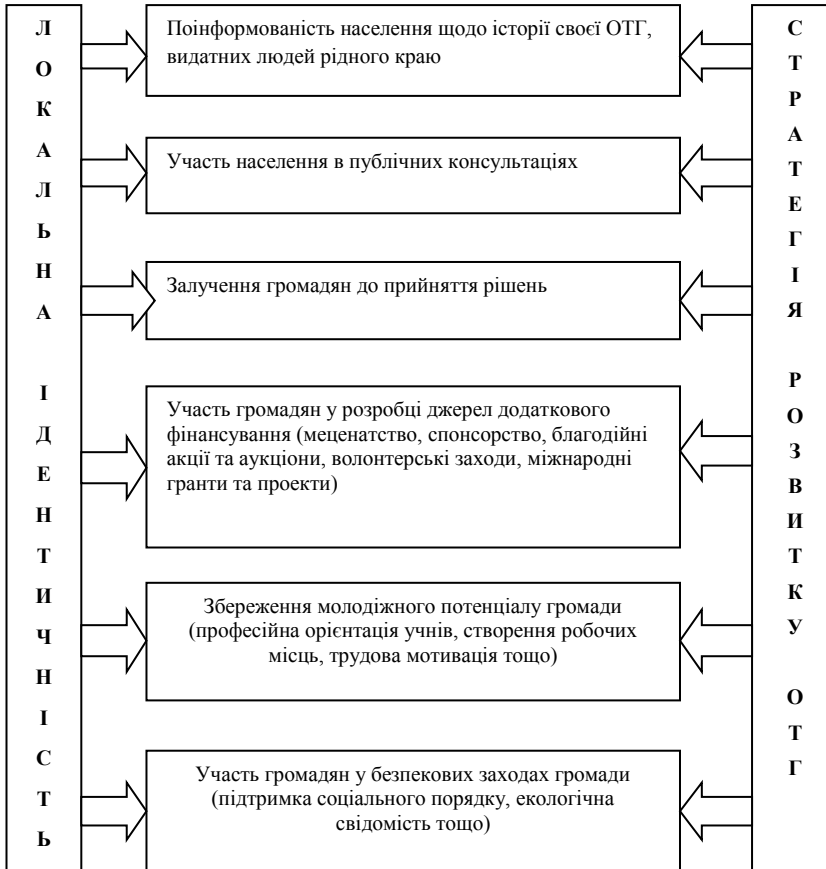 ЛОКАЛЬНА ІДЕНТИЧНІСТЬ
Поінформованість населення щодо історії своєї ОТГ,
видатних людей рідного краю
Участь населення в публічних консультаціях
Залучення громадян до прийняття рішень
Участь громадян у розробці джерел додаткового
фінансування (меценатство, спонсорство, благодійні
акції та аукціони, волонтерські заходи, міжнародні
гранти та проекти)
Збереження молодіжного потенціалу громади
(професійна орієнтація учнів, створення робочих
місць, трудова мотивація тощо)
Участь громадян у безпекових заходах громади
(підтримка соціального порядку, екологічна
свідомість тощо)
СТРАТЕГІЯ РОЗВИТКУ ОТГ